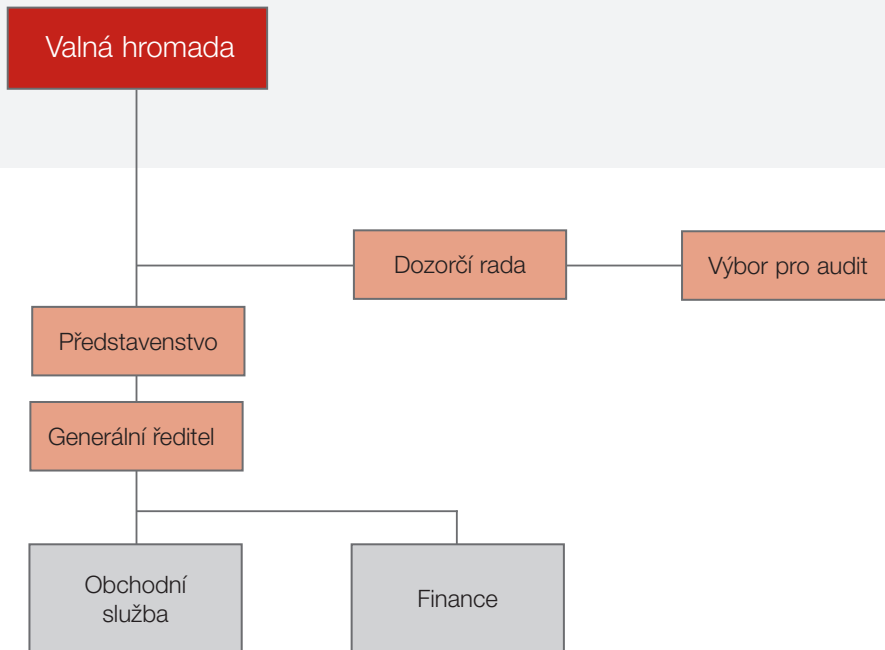 Valná hromada
Dozorčí rada
Výbor pro audit
Představenstvo
Generální ředitel
Obchodní
služba
Finance